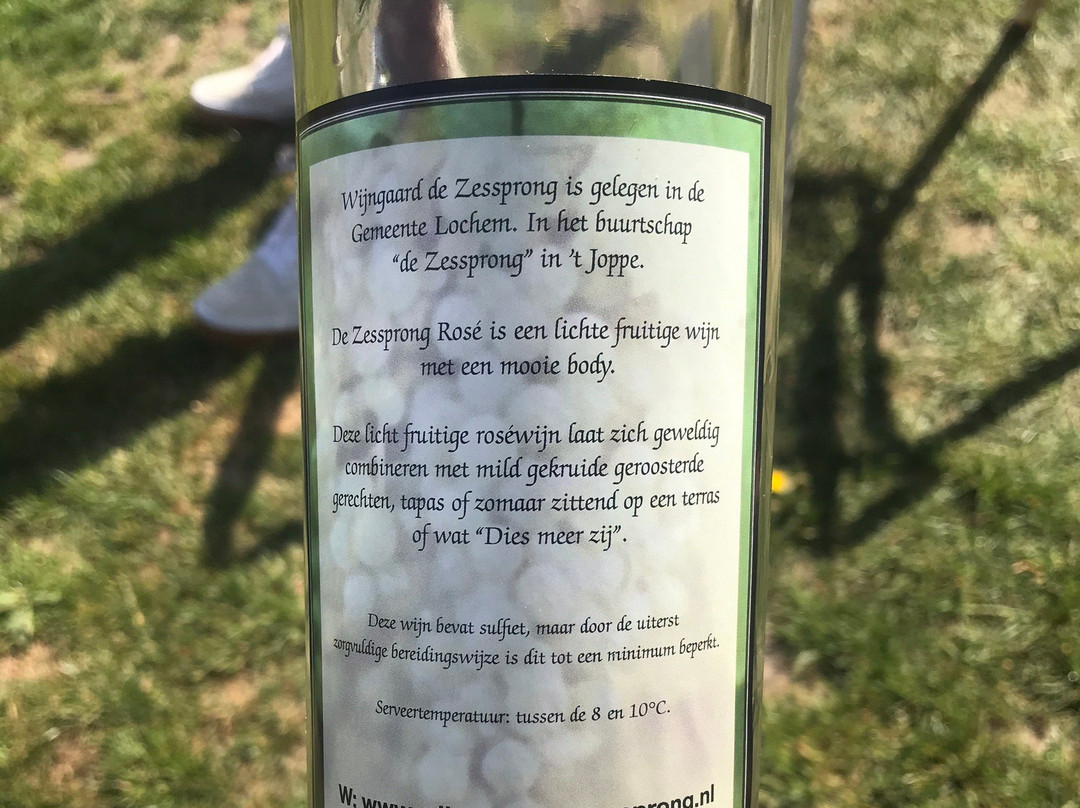 Wijngaard de Zessprong is gelegen in de
Gemeente Lochem. In het buurtschap
“de Zessprong” in ’t Joppe.
De Zessprong Rosé is een lichte fruitige wijn
met een mooie body.
Deze licht fruitige roséwijn laat zich geweldig
combineren met mild gekruide geroosterde
gerechten, tapas of zomaar zittend op een terras
of wat “Dies meer zij”.
Deze wijn bevat sulfiet, maar door de uiterst
zorgvuldige bereidingswijze is dit tot een minimum beperkt.
Serveertemperatuur: tussen de 8 en 10°C.
W: